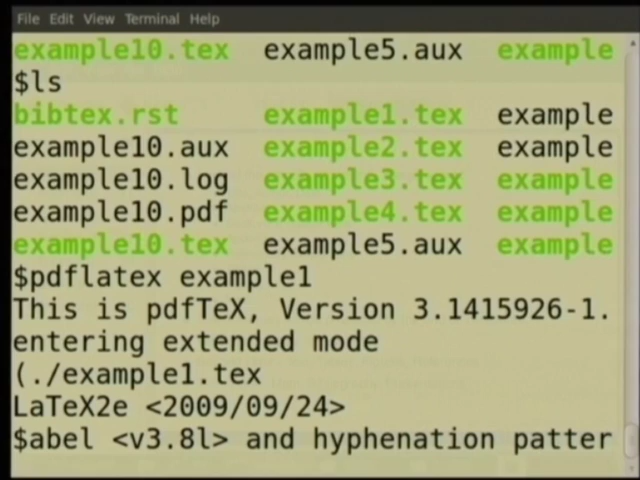 File Edit View Terminal Help
example10.tex example5.aux example
$ls
bibtex.rst example1.tex example
example10.aux example2.tex example
example10.log example3.tex example
example10.pdf example4.tex example
example10.tex example5.aux example
$pdflatex example1
This is pdfTeX, Version 3.1415926-1.
entering extended mode
(./example1.tex
LaTeX2e <2009/09/24>
$abel <v3.8l> and hyphenation patter